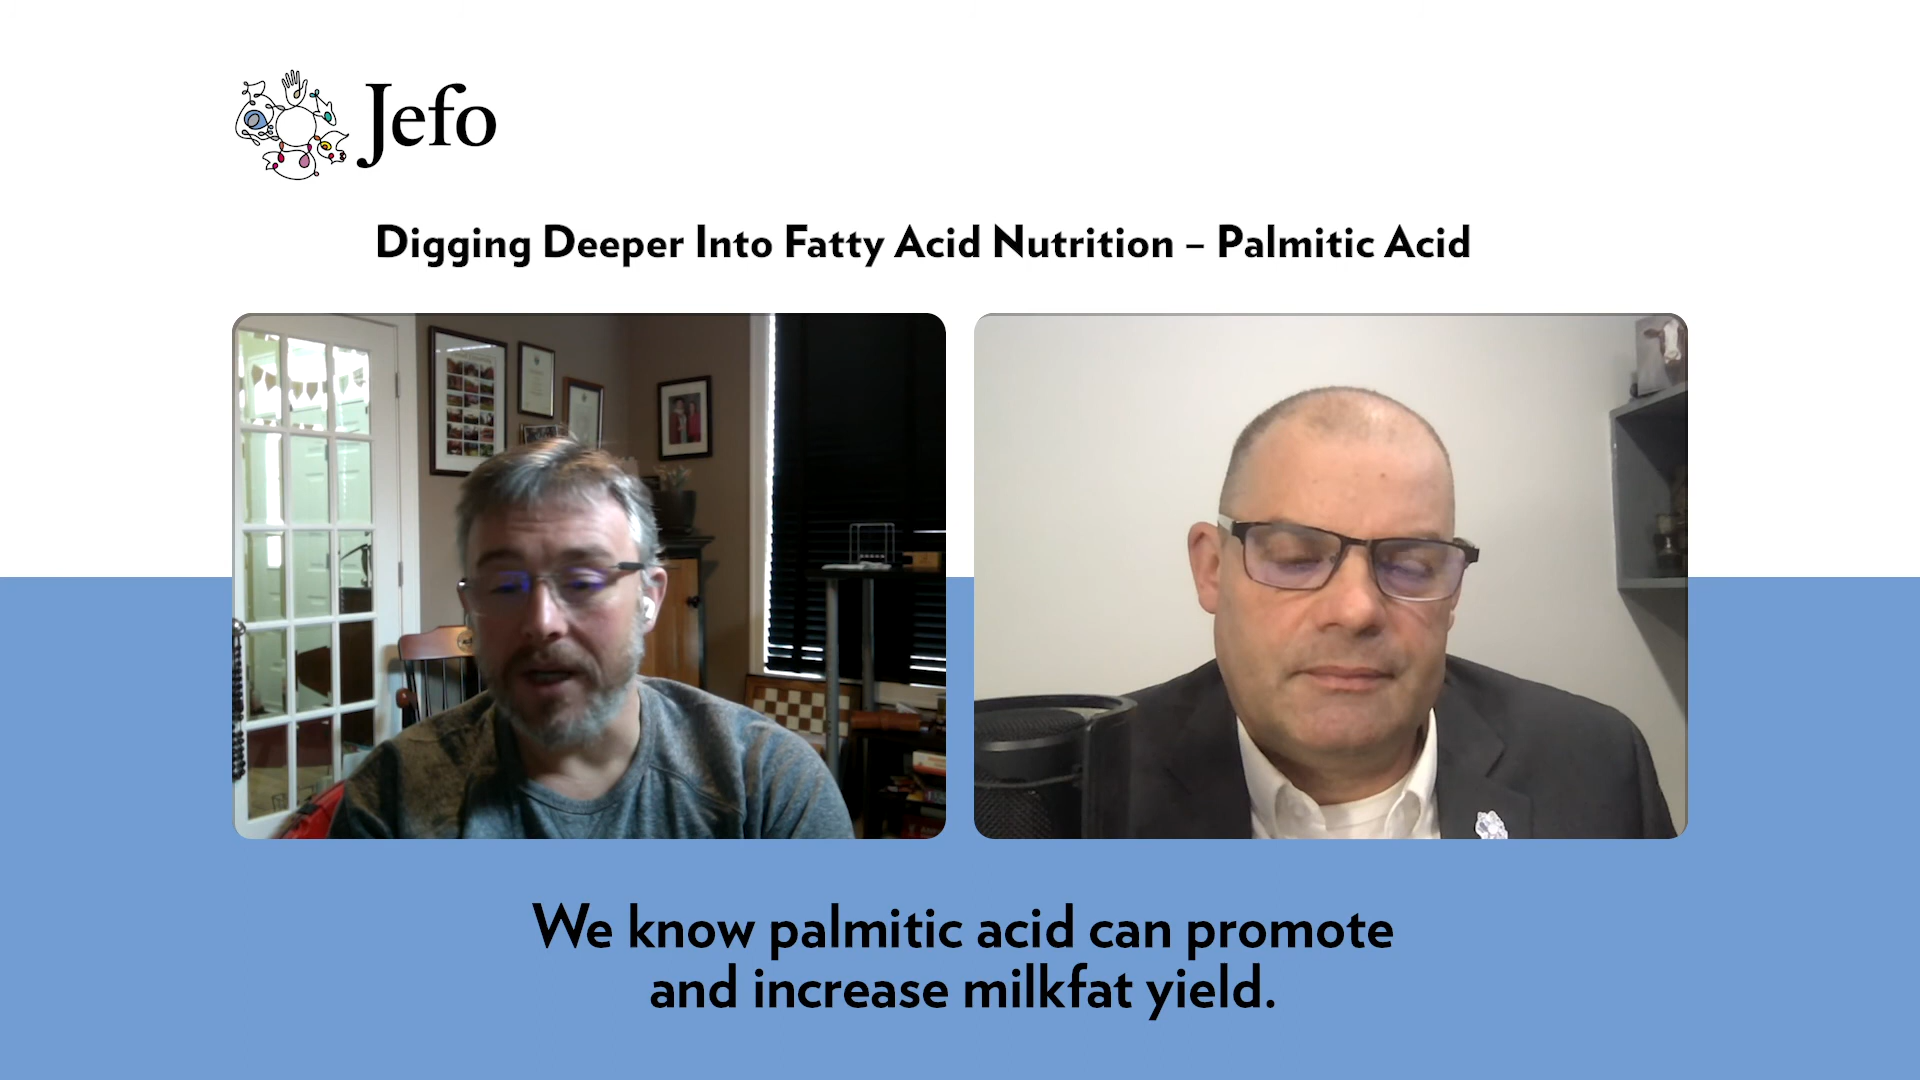 Jefo
Digging Deeper Into Fatty Acid Nutrition – Palmitic Acid
We know palmitic acid can promote
and increase milkfat yield.